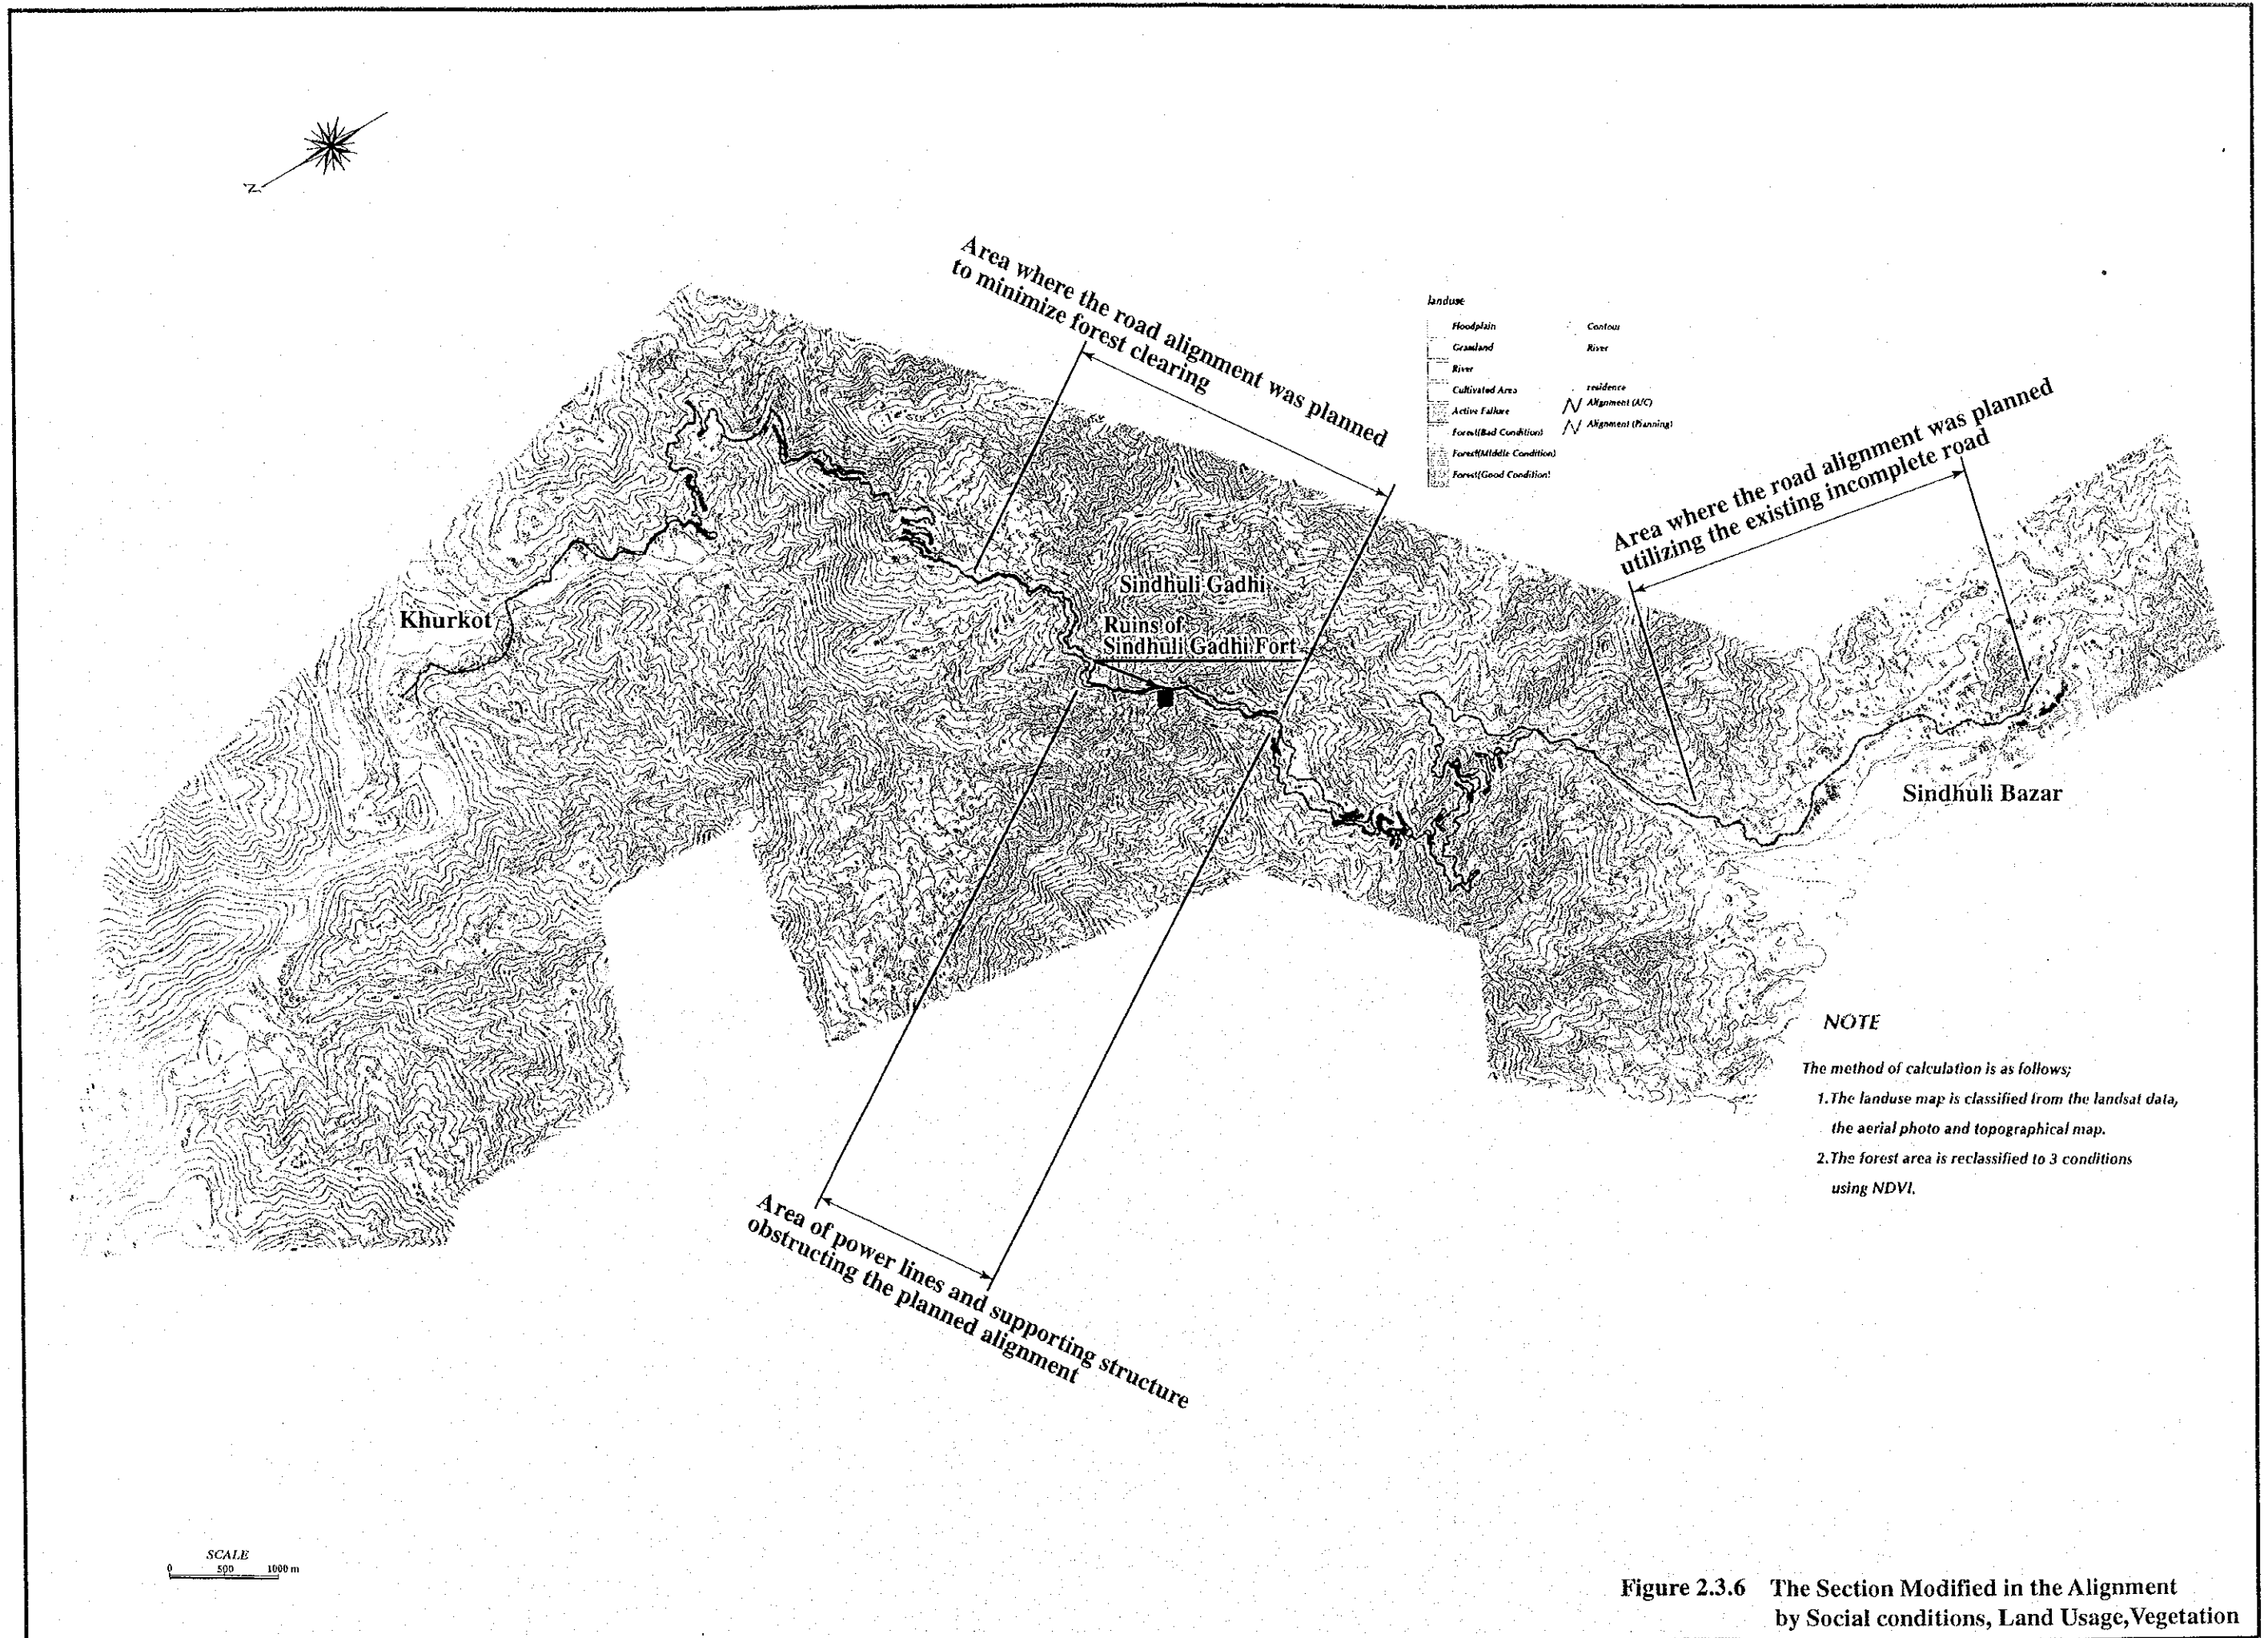 N
Area where the road alignment was planned
to minimize forest clearing
landuse
Floodplain
Grassland
River
Cultivated Area
Active Failure
Forest(Bad Condition)
Forest(Middle Condition)
Forest(Good Condition)
Contour
River
residence
Alignment (A/C)
Alignment (Planning)
Area where the road alignment was planned
utilizing the existing incomplete road
Sindhuli Gadhi
Khurkot
Ruins of
Sindhuli Gadhi Fort
Sindhuli Bazar
NOTE
The method of calculation is as follows;
1.The landuse map is classified from the landsat data,
the aerial photo and topographical map.
2.The forest area is reclassified to 3 conditions
using NDVI.
Area of power lines and supporting structure
obstructing the planned alignment
SCALE
0 500 1000 m
Figure 2.3.6 The Section Modified in the Alignment
by Social conditions, Land Usage,Vegetation